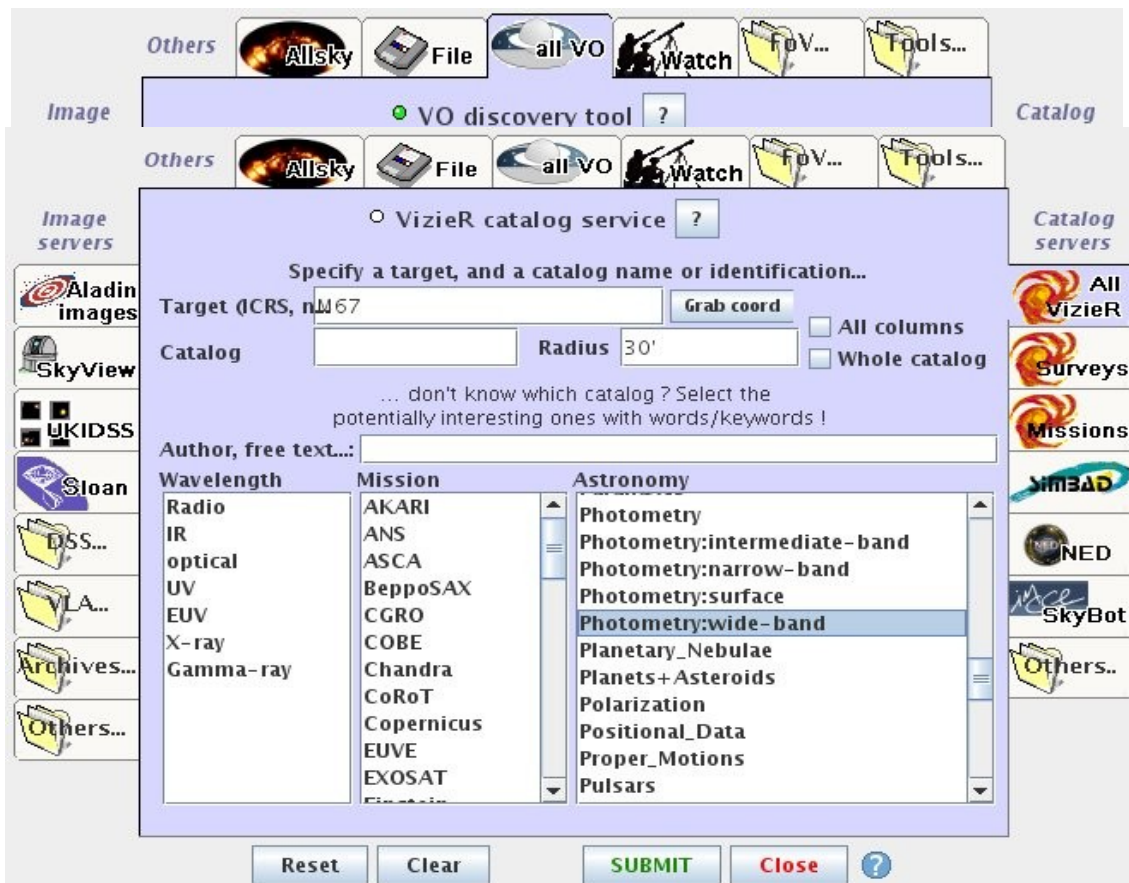 Others Allsky File all VO Watch FoV... Tools...
Image VO discovery tool ? Catalog
Others Allsky File all VO Watch FoV... Tools...
Image servers
VizieR catalog service ?
Catalog servers
Specify a target, and a catalog name or identification...
Target (ICRS, n... M67 Grab coord
Catalog Radius 30' All columns
Whole catalog
... don't know which catalog ? Select the
potentially interesting ones with words/keywords !
Author, free text...:
Wavelength
Radio
IR
optical
UV
EUV
X-ray
Gamma-ray
Mission
AKARI
ANS
ASCA
BeppoSAX
CGRO
COBE
Chandra
CoRoT
Copernicus
EUVE
EXOSAT
Astronomy
Photometry
Photometry:intermediate-band
Photometry:narrow-band
Photometry:surface
Photometry:wide-band
Planetary_Nebulae
Planets+Asteroids
Polarization
Positional_Data
Proper_Motions
Pulsars
Aladin
images
SkyView
UKIDSS
Sloan
DSS...
VLA...
Archives...
Others...
All
VizieR
Surveys
Missions
SIMBAD
NED
SkyBot
Others..
Reset Clear SUBMIT Close ?